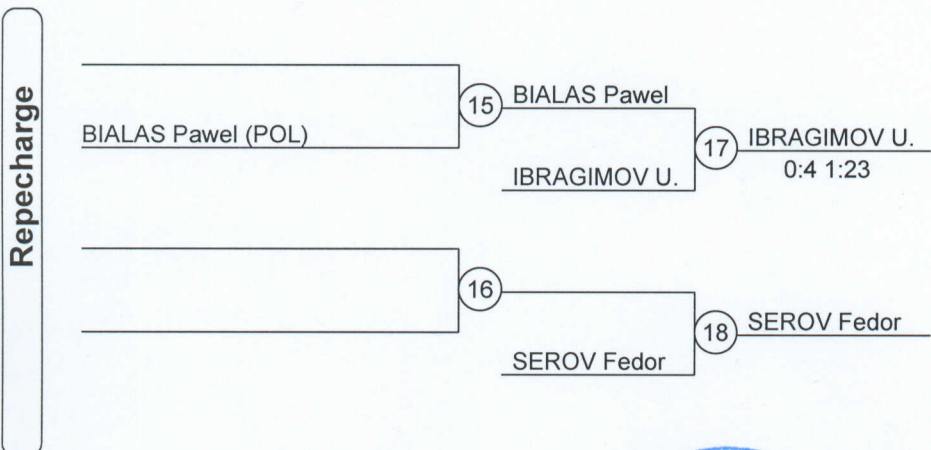 Repecharge
BIALAS Pawel (POL)
15
BIALAS Pawel
IBRAGIMOV U.
17
IBRAGIMOV U.
0:4 1:23
16
SEROV Fedor
18
SEROV Fedor